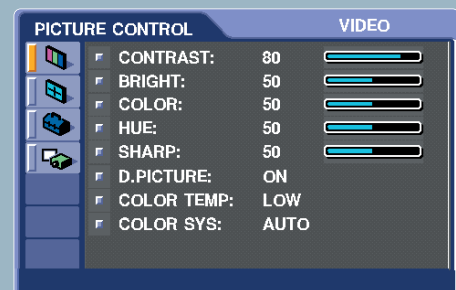 PICTURE CONTROL VIDEO
CONTRAST: 80
BRIGHT: 50
COLOR: 50
HUE: 50
SHARP: 50
D.PICTURE: ON
COLOR TEMP: LOW
COLOR SYS: AUTO